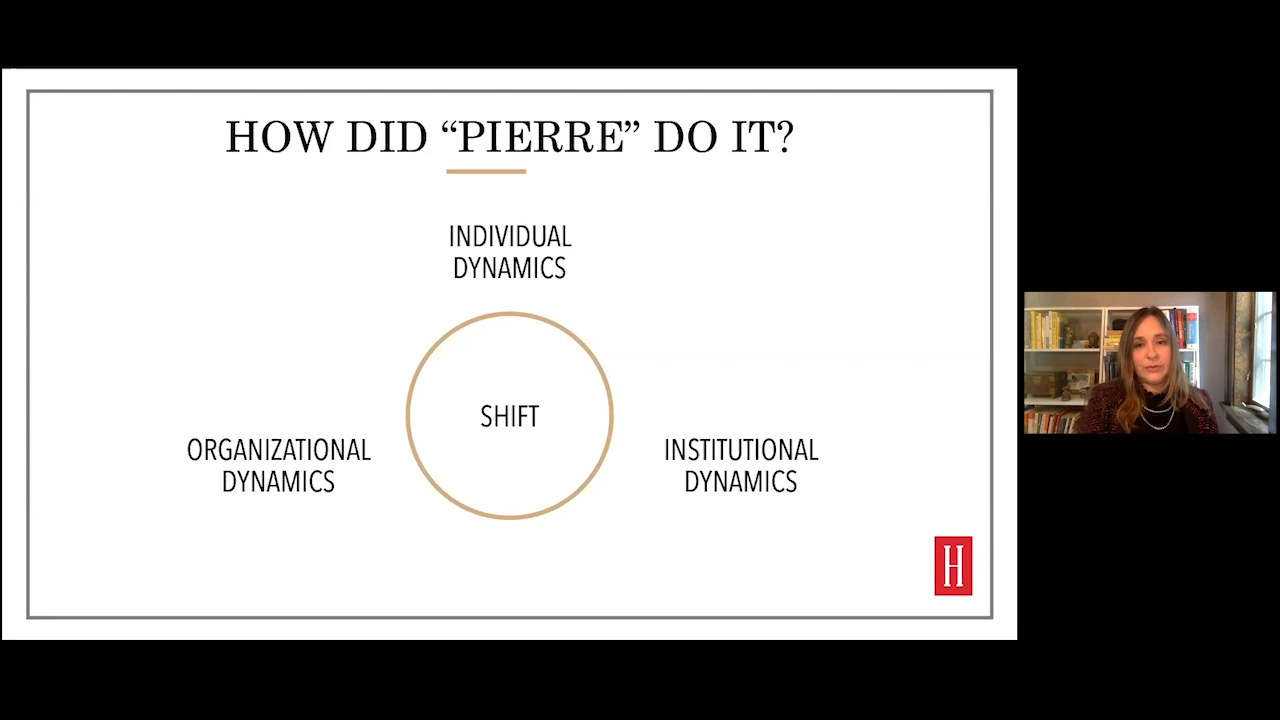 HOW DID “PIERRE” DO IT?
INDIVIDUAL
DYNAMICS
SHIFT
ORGANIZATIONAL
DYNAMICS
INSTITUTIONAL
DYNAMICS
H